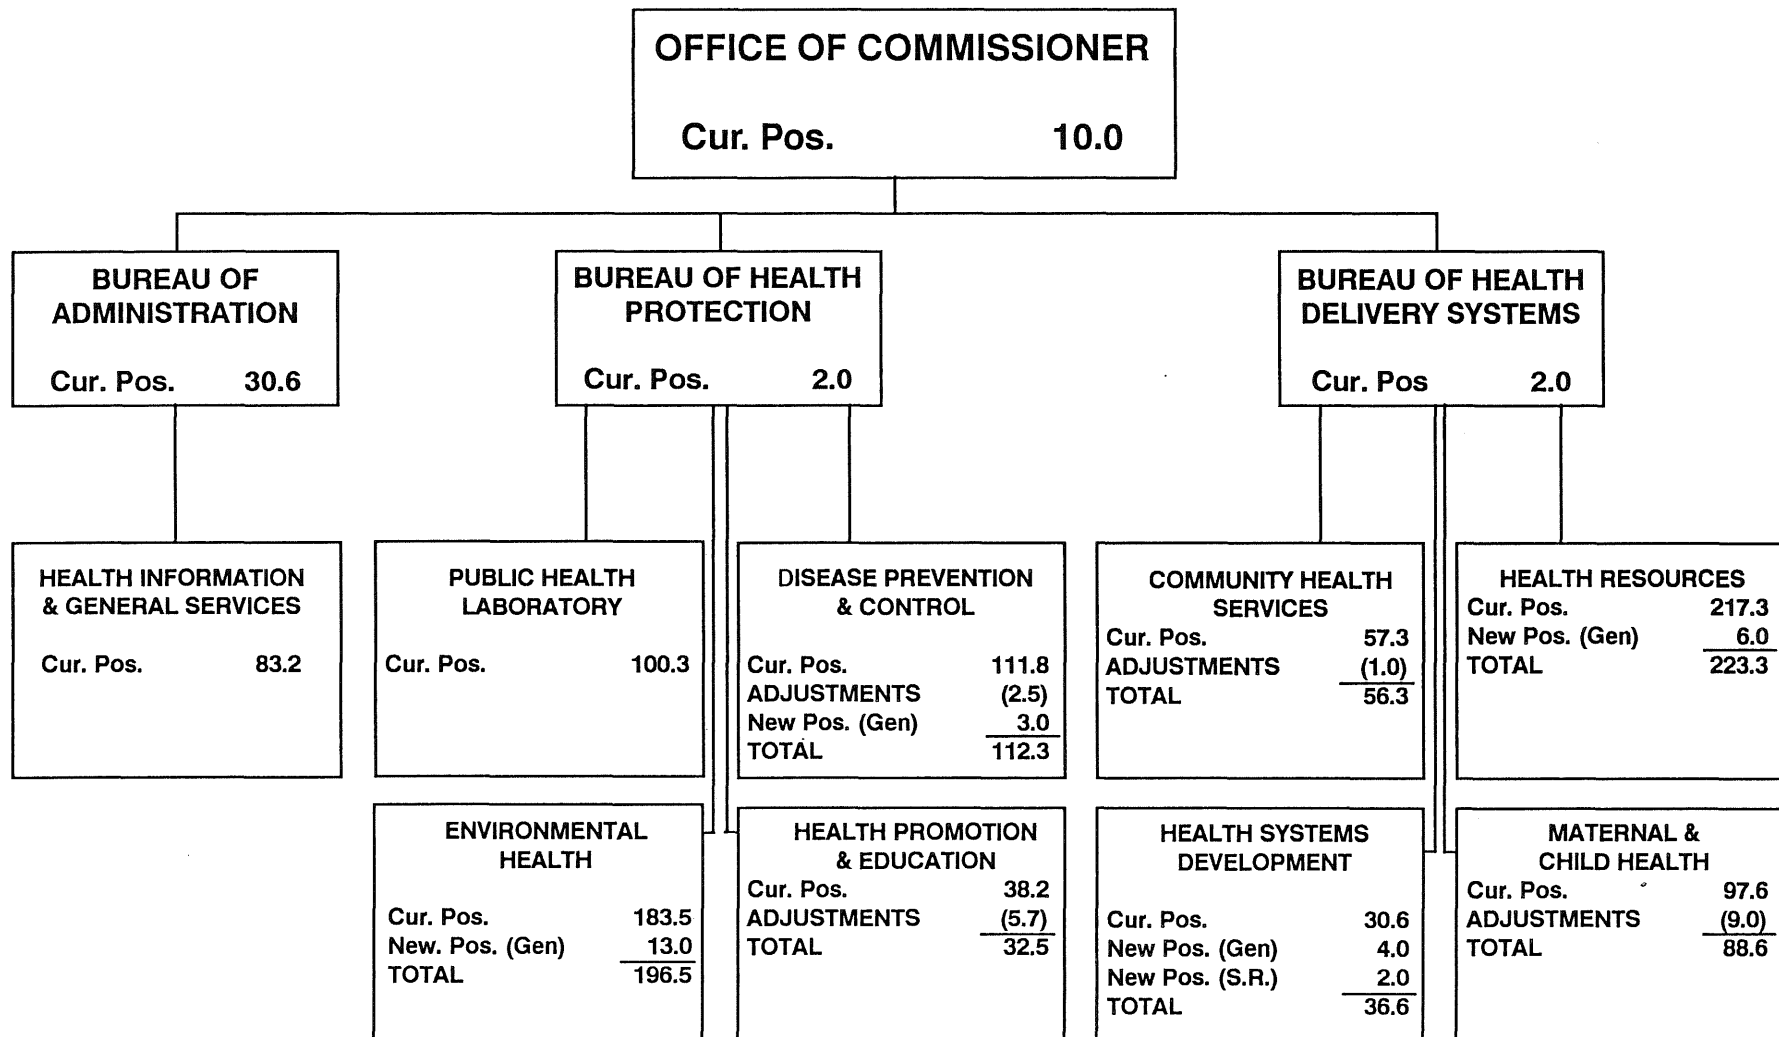 OFFICE OF COMMISSIONER
Cur. Pos. 10.0
BUREAU OF
ADMINISTRATION
Cur. Pos. 30.6
BUREAU OF HEALTH
PROTECTION
Cur. Pos. 2.0
BUREAU OF HEALTH
DELIVERY SYSTEMS
Cur. Pos 2.0
HEALTH INFORMATION
& GENERAL SERVICES
Cur. Pos. 83.2
PUBLIC HEALTH
LABORATORY
Cur. Pos. 100.3
DISEASE PREVENTION
& CONTROL
Cur. Pos. 111.8
ADJUSTMENTS (2.5)
New Pos. (Gen) 3.0
TOTAL 112.3
COMMUNITY HEALTH
SERVICES
Cur. Pos. 57.3
ADJUSTMENTS (1.0)
TOTAL 56.3
HEALTH RESOURCES
Cur. Pos. 217.3
New Pos. (Gen) 6.0
TOTAL 223.3
ENVIRONMENTAL
HEALTH
Cur. Pos. 183.5
New. Pos. (Gen) 13.0
TOTAL 196.5
HEALTH PROMOTION
& EDUCATION
Cur. Pos. 38.2
ADJUSTMENTS (5.7)
TOTAL 32.5
HEALTH SYSTEMS
DEVELOPMENT
Cur. Pos. 30.6
New Pos. (Gen) 4.0
New Pos. (S.R.) 2.0
TOTAL 36.6
MATERNAL &
CHILD HEALTH
Cur. Pos. 97.6
ADJUSTMENTS (9.0)
TOTAL 88.6